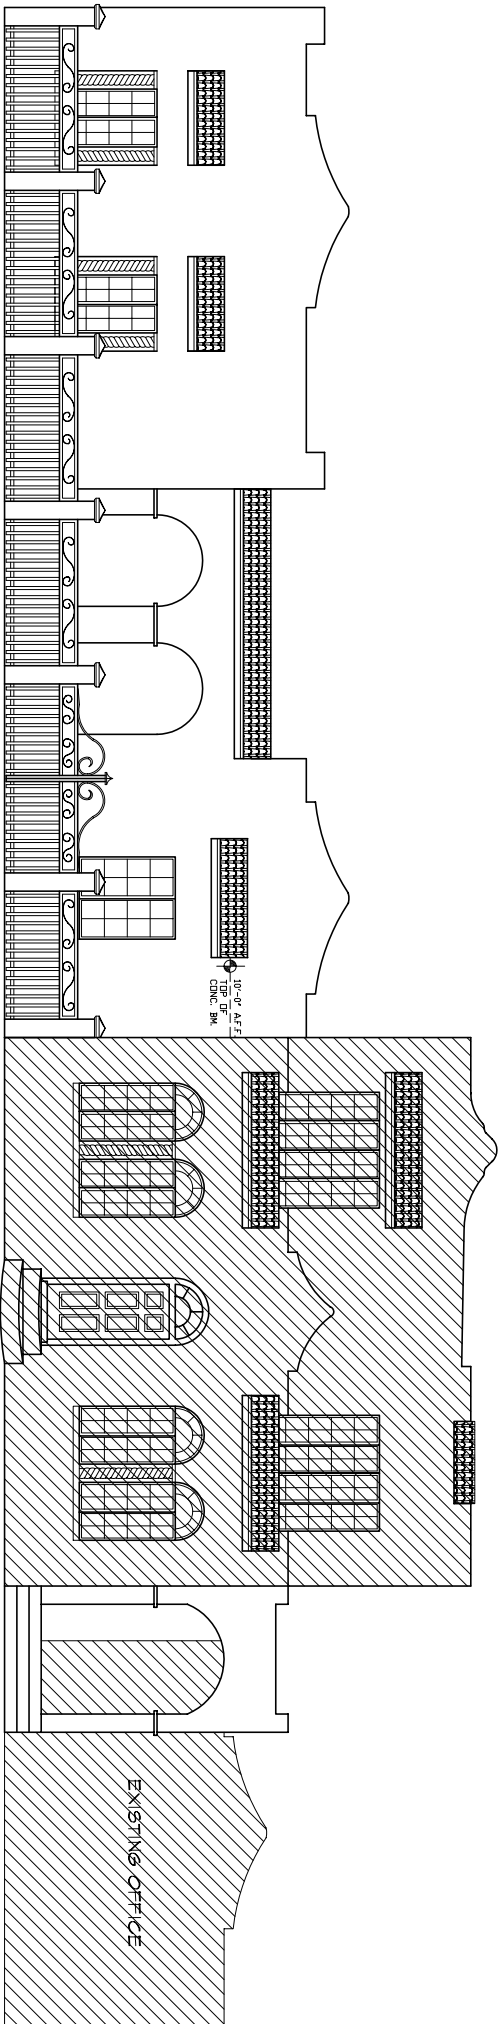 10'-0" A.F.F.
TOP OF
CONC. BM.
EXISTING OFFICE